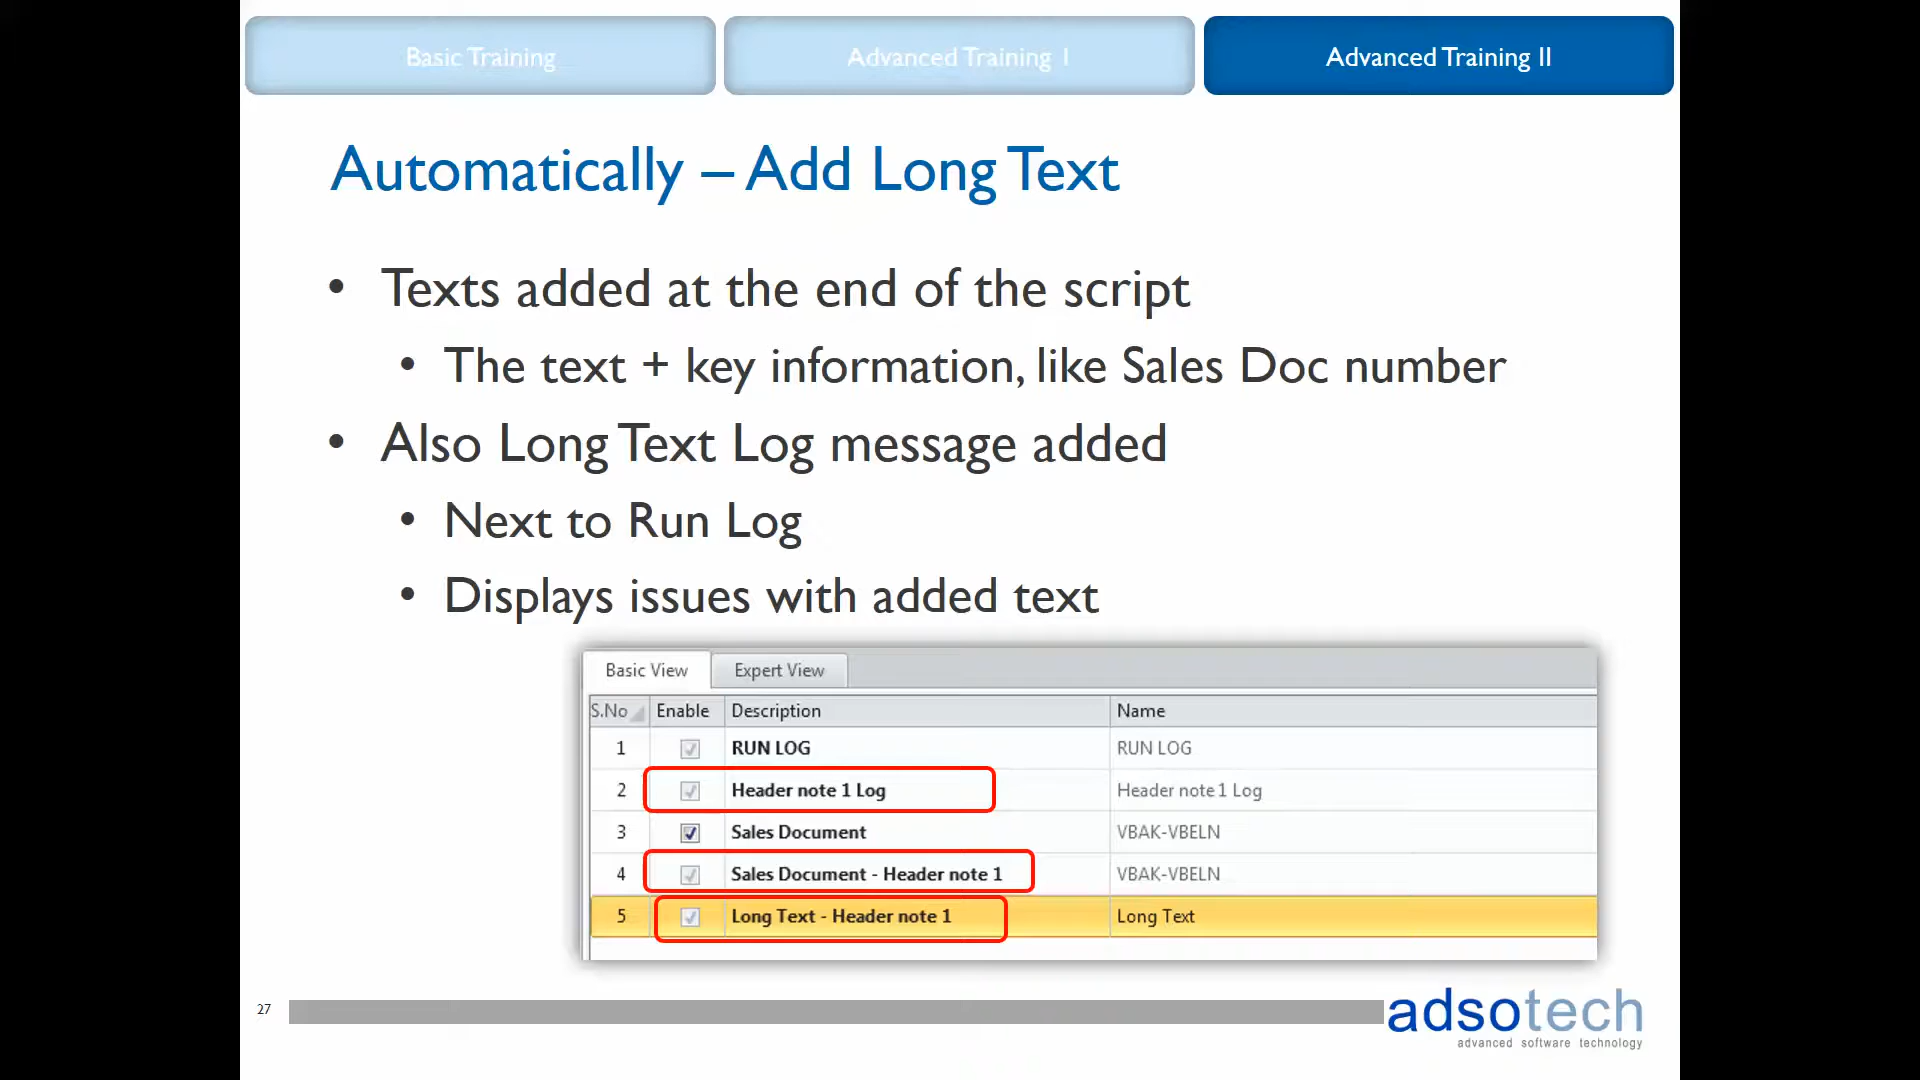 Basic Training
Advanced Training I
Advanced Training II
Automatically – Add Long Text
• Texts added at the end of the script
• The text + key information, like Sales Doc number
• Also Long Text Log message added
• Next to Run Log
• Displays issues with added text
Basic View Expert View
S.No Enable Description Name
1 RUN LOG RUN LOG
2 Header note 1 Log Header note 1 Log
3 Sales Document VBAK-VBELN
4 Sales Document - Header note 1 VBAK-VBELN
5 Long Text - Header note 1 Long Text
27
adsotech
advanced software technology